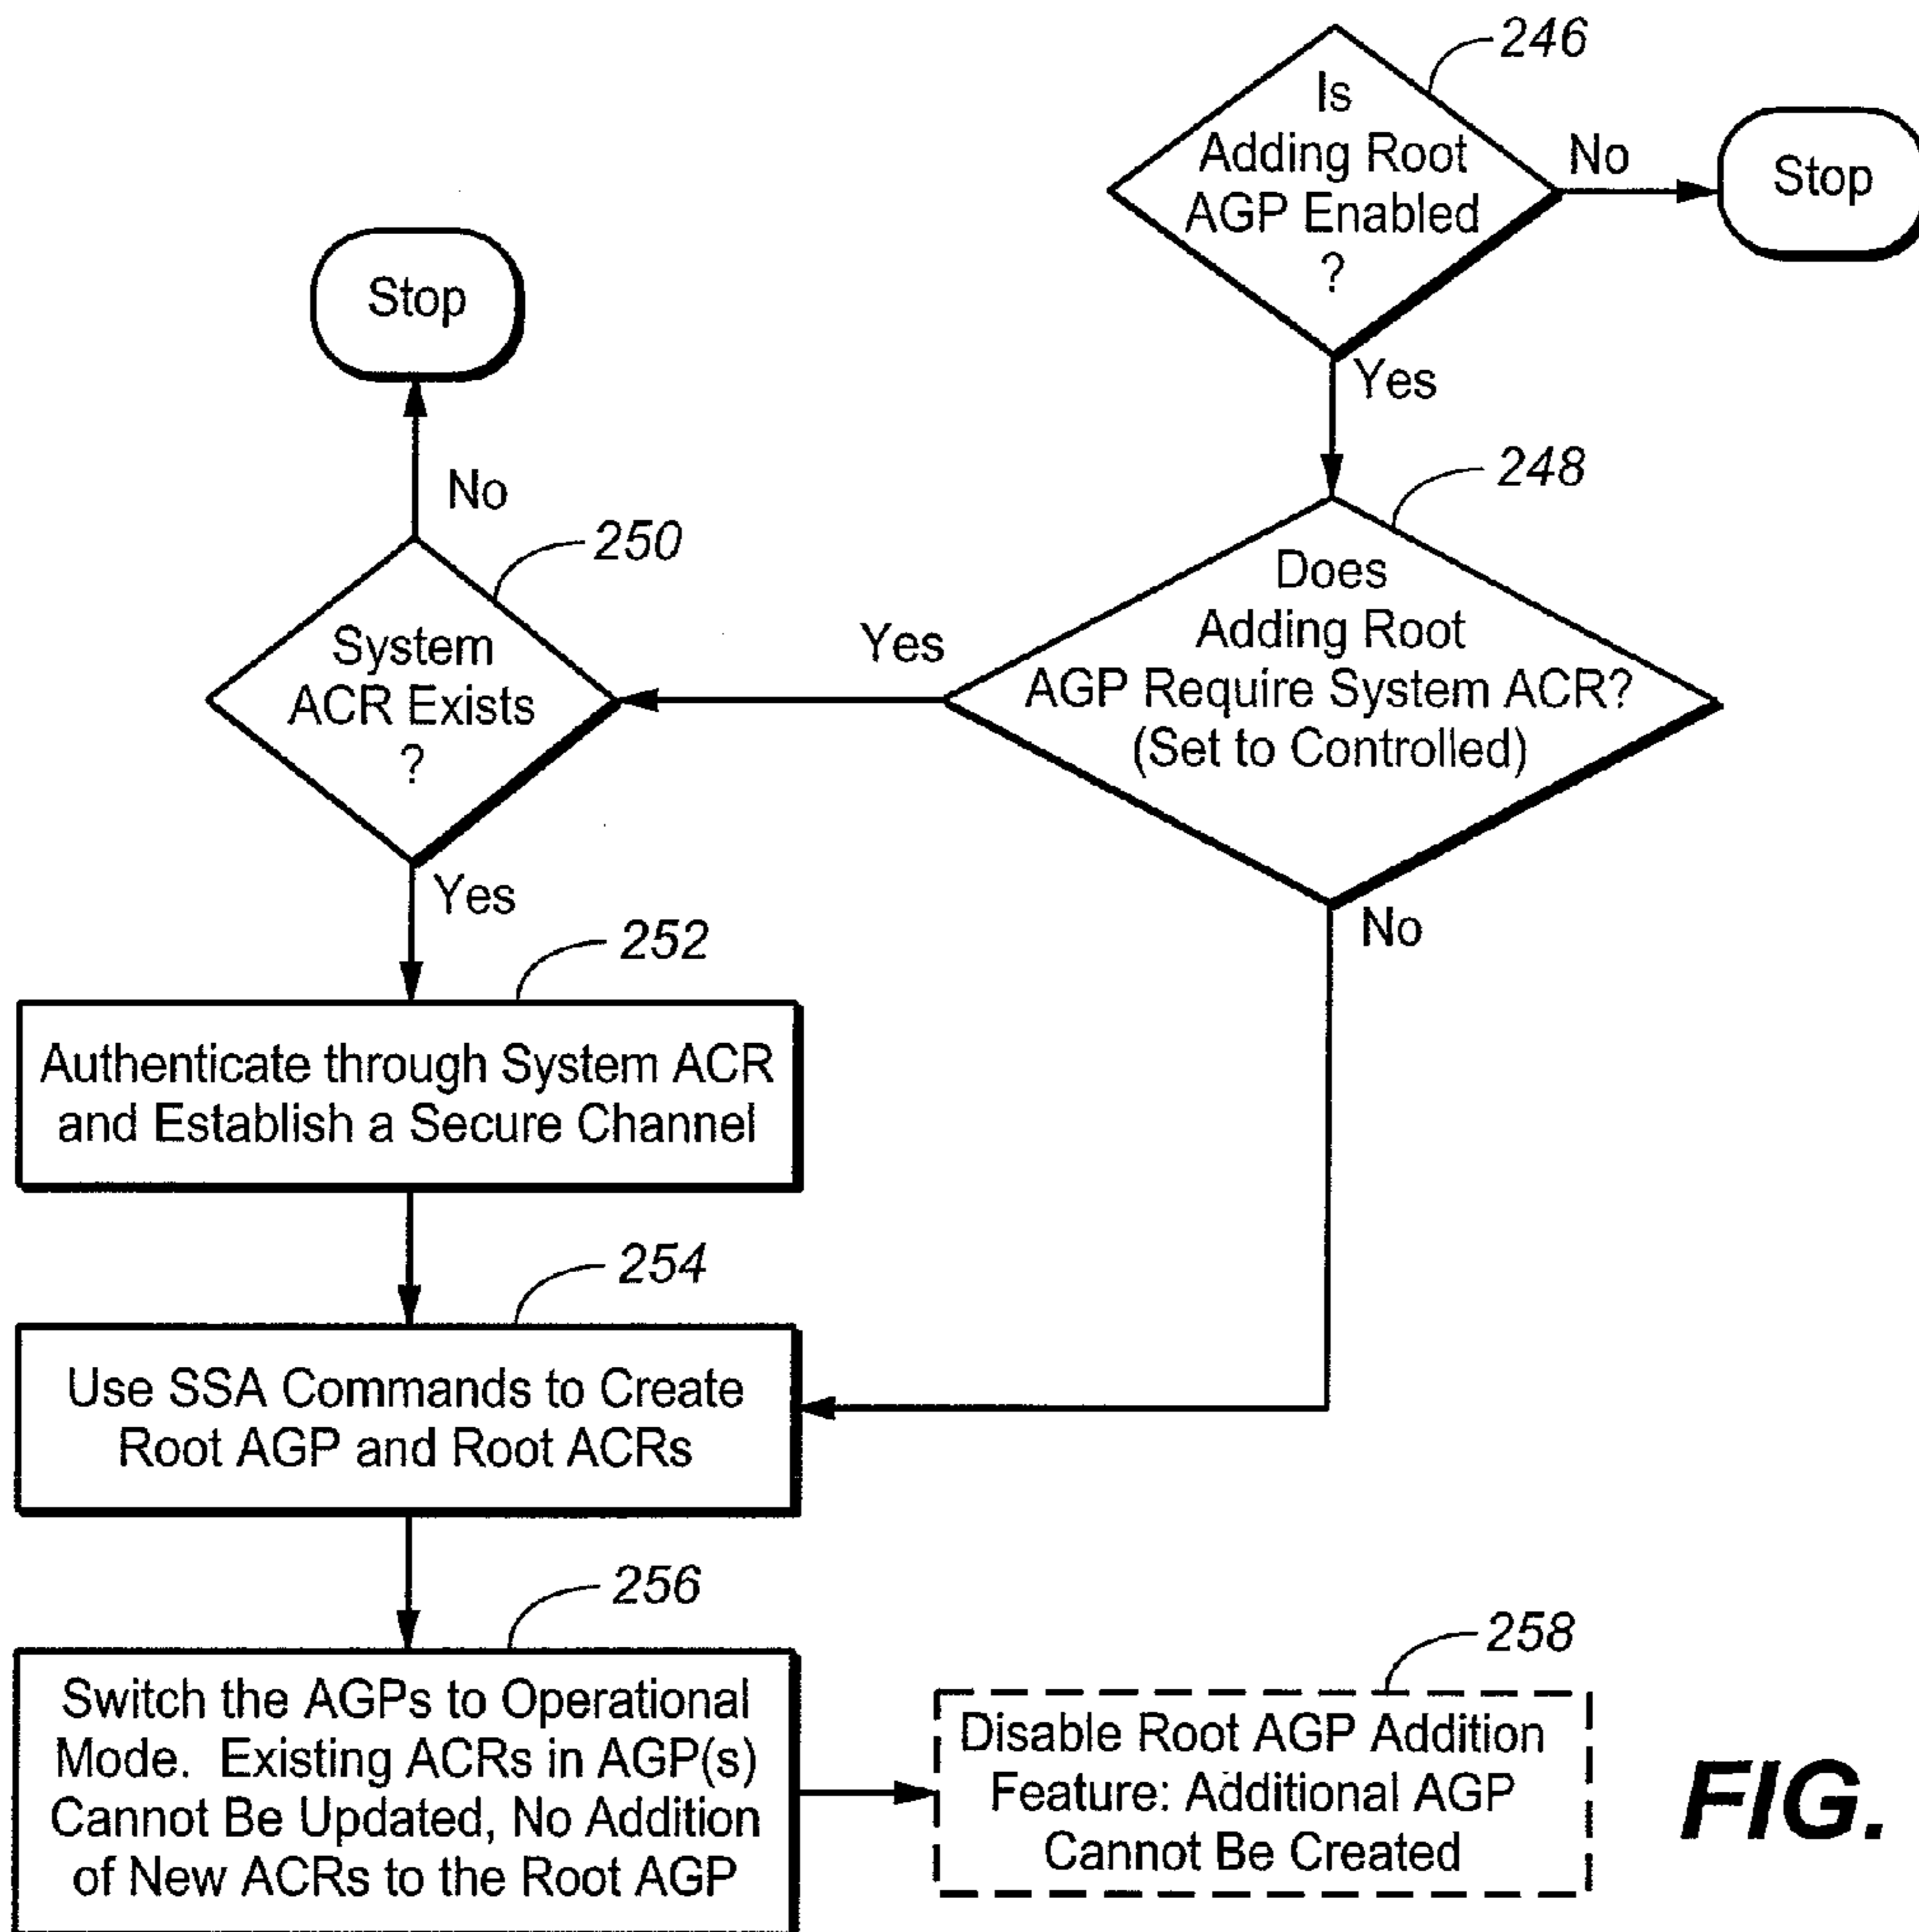 246
Is
Adding Root
AGP Enabled
?
No
Stop
Yes
248
Does
Adding Root
AGP Require System ACR?
(Set to Controlled)
Yes
No
Stop
No
250
System
ACR Exists
?
Yes
252
Authenticate through System ACR
and Establish a Secure Channel
254
Use SSA Commands to Create
Root AGP and Root ACRs
256
Switch the AGPs to Operational
Mode. Existing ACRs in AGP(s)
Cannot Be Updated, No Addition
of New ACRs to the Root AGP
258
Disable Root AGP Addition
Feature: Additional AGP
Cannot Be Created
FIG.